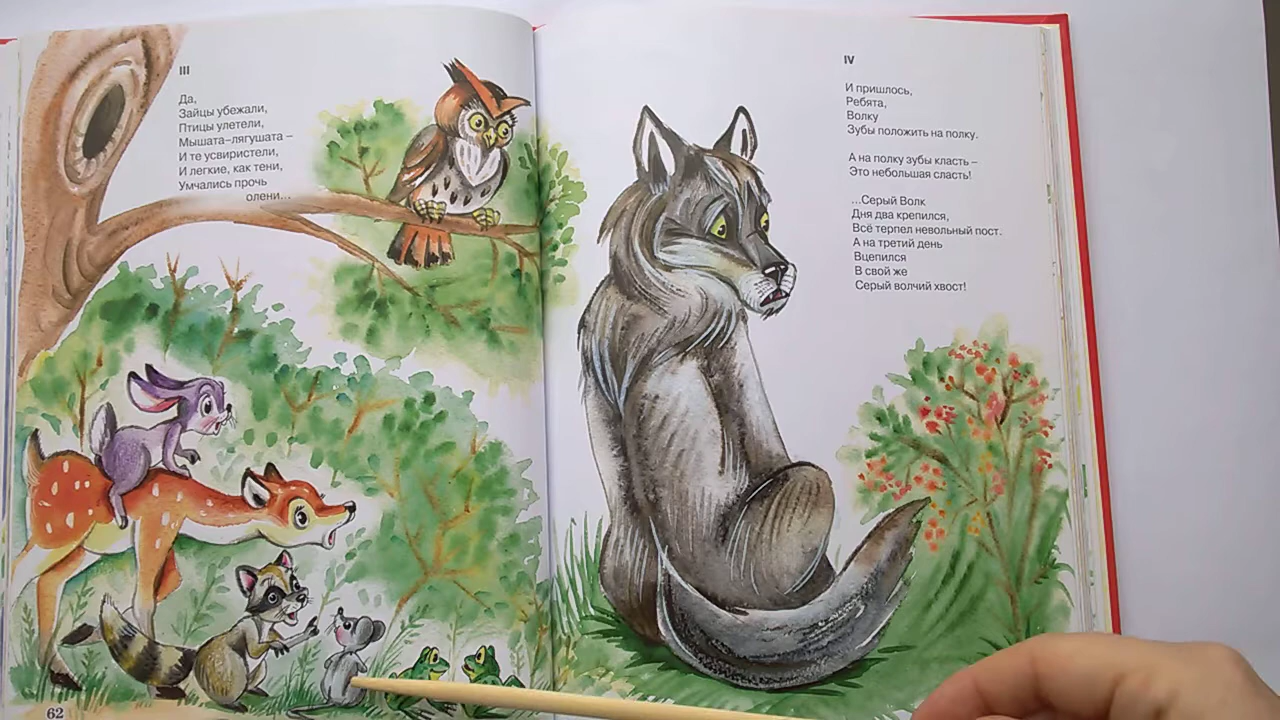 III
Да,
Зайцы убежали,
Птицы улетели,
Мышата–лягушата –
И те усвиристели,
И легкие, как тени,
Умчались прочь
олени...
62
IV
И пришлось,
Ребята,
Волку
Зубы положить на полку.
А на полку зубы класть –
Это небольшая сласть!
...Серый Волк
Дня два крепился,
Всё терпел невольный пост.
А на третий день
Вцепился
В свой же
Серый волчий хвост!